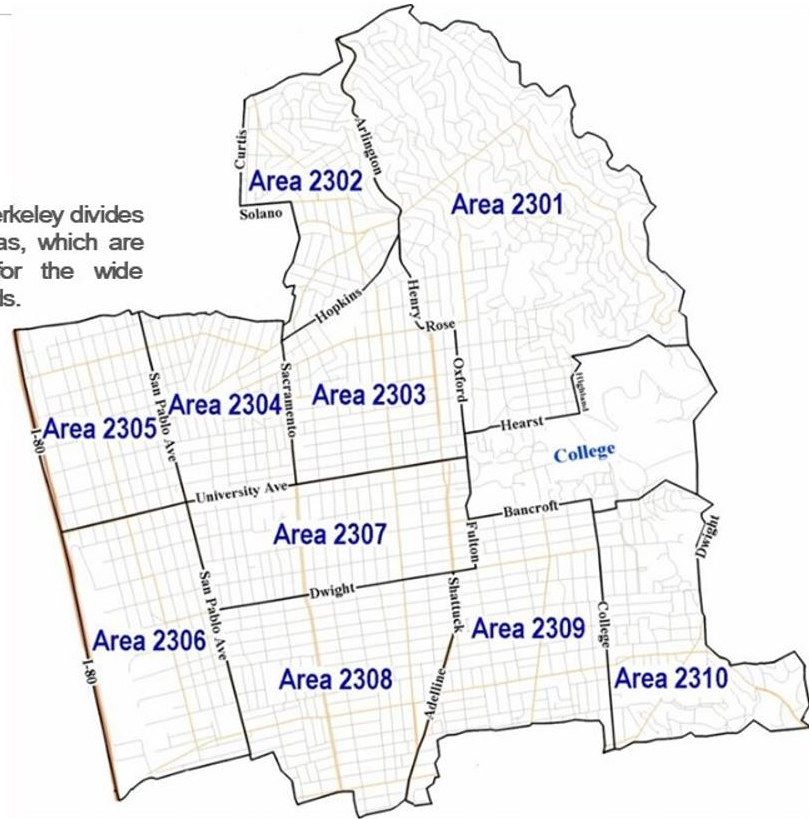 Arlington
Curtis
Area 2302
Area 2301
Solano
erkeley divides
as, which are
for the wide
ds.
Hopkins
Henry
Rose
San Pablo Ave
Sacramento
Oxford
Highland
Area 2305
Area 2304
Area 2303
I-80
Hearst
College
University Ave
Bancroft
Area 2307
Fulton
Dwight
Dwight
San Pablo Ave
Shattuck
College
Area 2306
Area 2309
I-80
Area 2308
Adelline
Area 2310